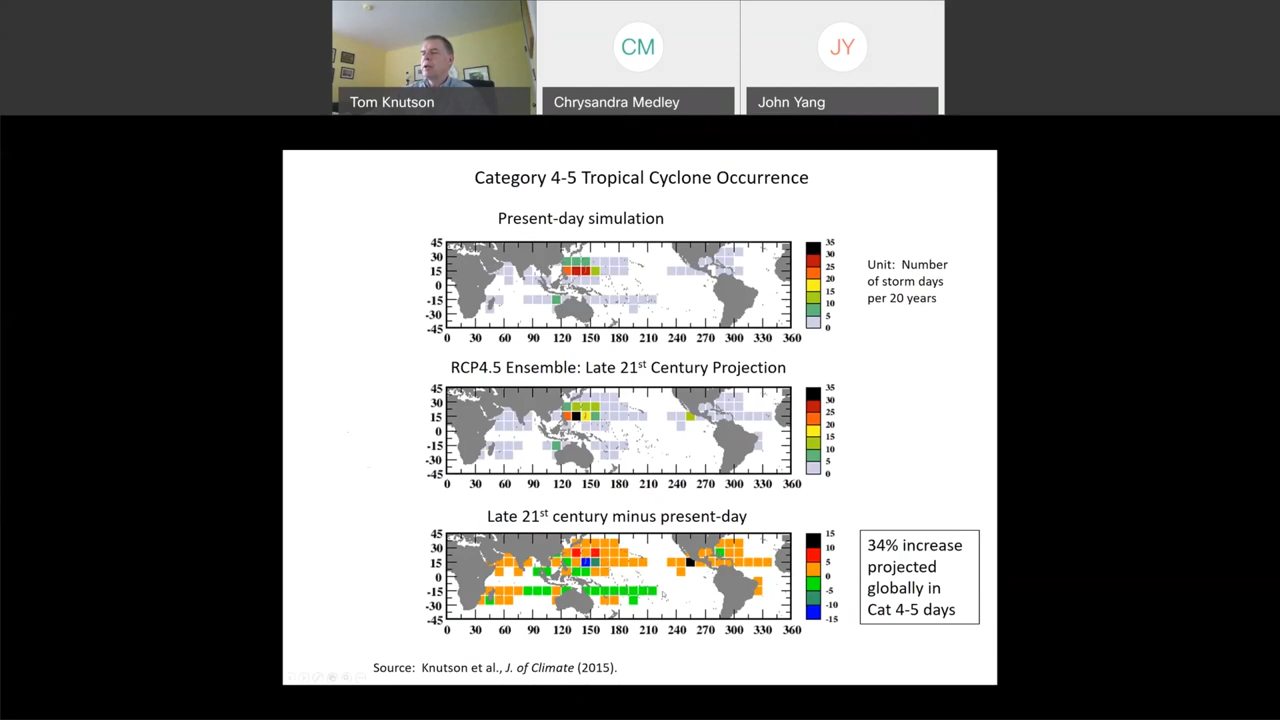 CM
JY
Tom Knutson
Chrysandra Medley
John Yang
Category 4-5 Tropical Cyclone Occurrence
Present-day simulation
45
30
15
0
-15
-30
-45
0 30 60 90 120 150 180 210 240 270 300 330 360
35
30
25
20
15
10
5
0
Unit: Number
of storm days
per 20 years
RCP4.5 Ensemble: Late 21st Century Projection
45
30
15
0
-15
-30
-45
0 30 60 90 120 150 180 210 240 270 300 330 360
35
30
25
20
15
10
5
0
Late 21st century minus present-day
45
30
15
0
-15
-30
-45
0 30 60 90 120 150 180 210 240 270 300 330 360
15
10
5
0
-5
-10
-15
34% increase
projected
globally in
Cat 4-5 days
Source: Knutson et al., J. of Climate (2015).